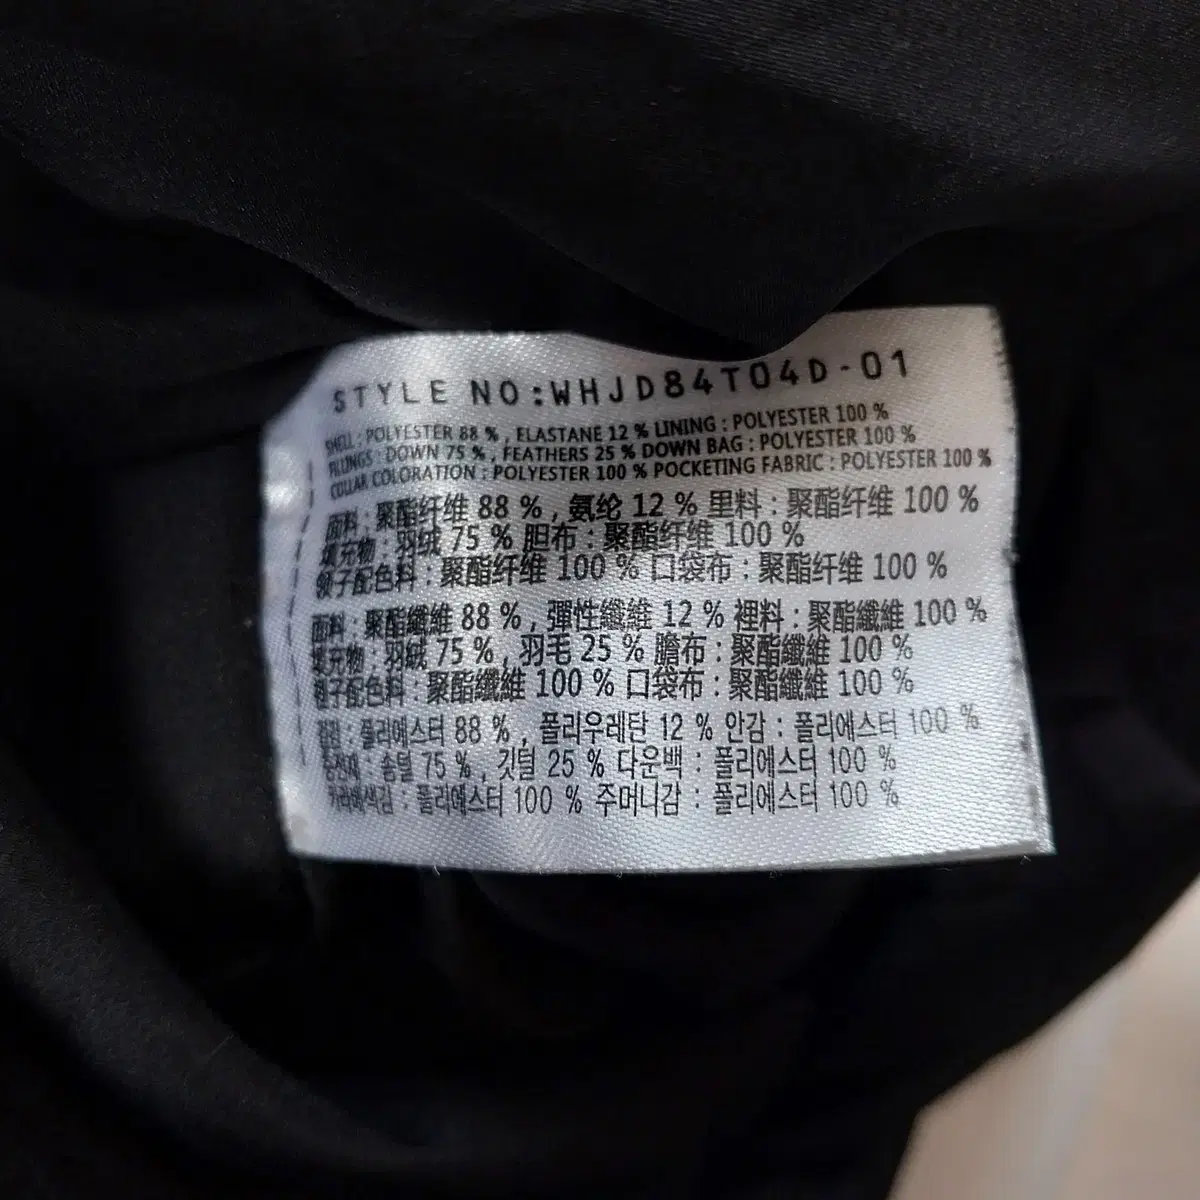 STYLE NO:WHJD84T04D-01
SHELL : POLYESTER 88 % , ELASTANE 12 % LINING : POLYESTER 100 %
FILLINGS : DOWN 75 % , FEATHERS 25 % DOWN BAG : POLYESTER 100 %
COLLAR COLORATION : POLYESTER 100 % POCKETING FABRIC : POLYESTER 100 %
面料 : 聚酯纤维 88 % , 氨纶 12 % 里料 : 聚酯纤维 100 %
填充物 : 羽绒 75 % 胆布 : 聚酯纤维 100 %
领子配色料 : 聚酯纤维 100 % 口袋布 : 聚酯纤维 100 %
面料 : 聚酯纖維 88 % , 彈性纖維 12 % 裡料 : 聚酯纖維 100 %
填充物 : 羽絨 75 % , 羽毛 25 % 膽布 : 聚酯纖維 100 %
領子配色料 : 聚酯纖維 100 % 口袋布 : 聚酯纖維 100 %
겉감 : 폴리에스터 88 % , 폴리우레탄 12 % 안감 : 폴리에스터 100 %
충전재 : 솜털 75 % , 깃털 25 % 다운백 : 폴리에스터 100 %
카라배색감 : 폴리에스터 100 % 주머니감 : 폴리에스터 100 %